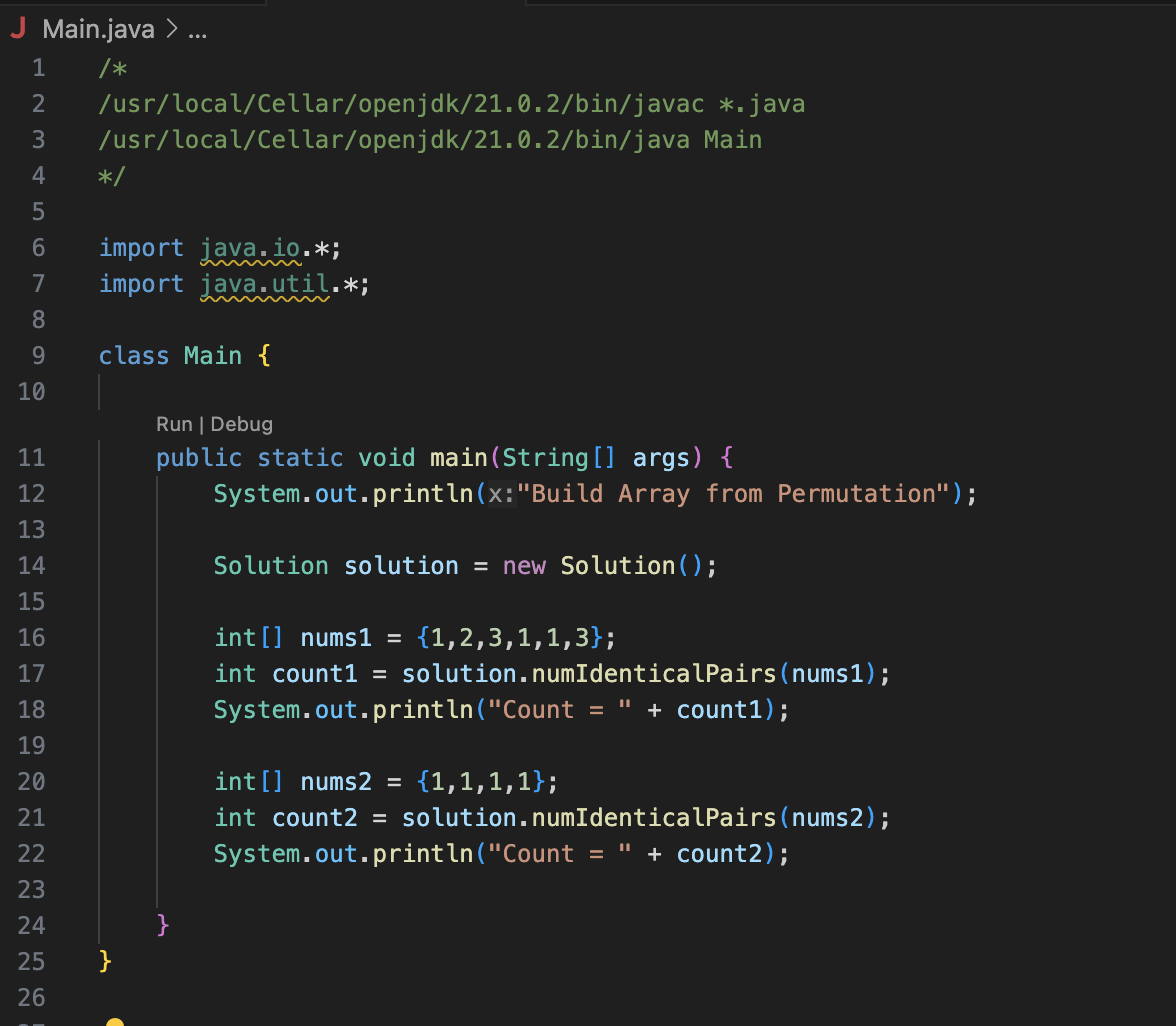 J Main.java > ...
1 /*
2 /usr/local/Cellar/openjdk/21.0.2/bin/javac *.java
3 /usr/local/Cellar/openjdk/21.0.2/bin/java Main
4 */
5
6 import java.io.*;
7 import java.util.*;
8
9 class Main {
10
Run | Debug
11 public static void main(String[] args) {
12 System.out.println(x:"Build Array from Permutation");
13
14 Solution solution = new Solution();
15
16 int[] nums1 = {1,2,3,1,1,3};
17 int count1 = solution.numIdenticalPairs(nums1);
18 System.out.println("Count = " + count1);
19
20 int[] nums2 = {1,1,1,1};
21 int count2 = solution.numIdenticalPairs(nums2);
22 System.out.println("Count = " + count2);
23
24 }
25 }
26